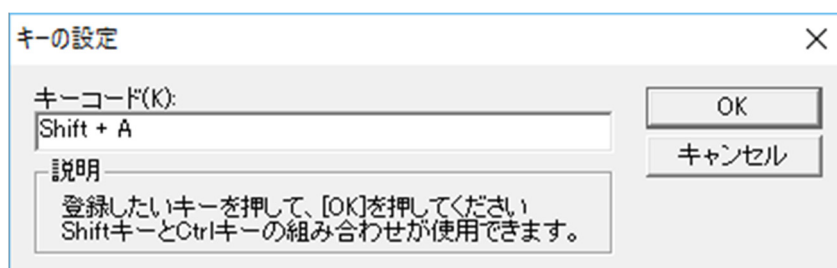 キーの設定
キーコード(K):
Shift + A
OK
キャンセル
説明
登録したいキーを押して、[OK]を押してください
ShiftキーとCtrlキーの組み合わせが使用できます。